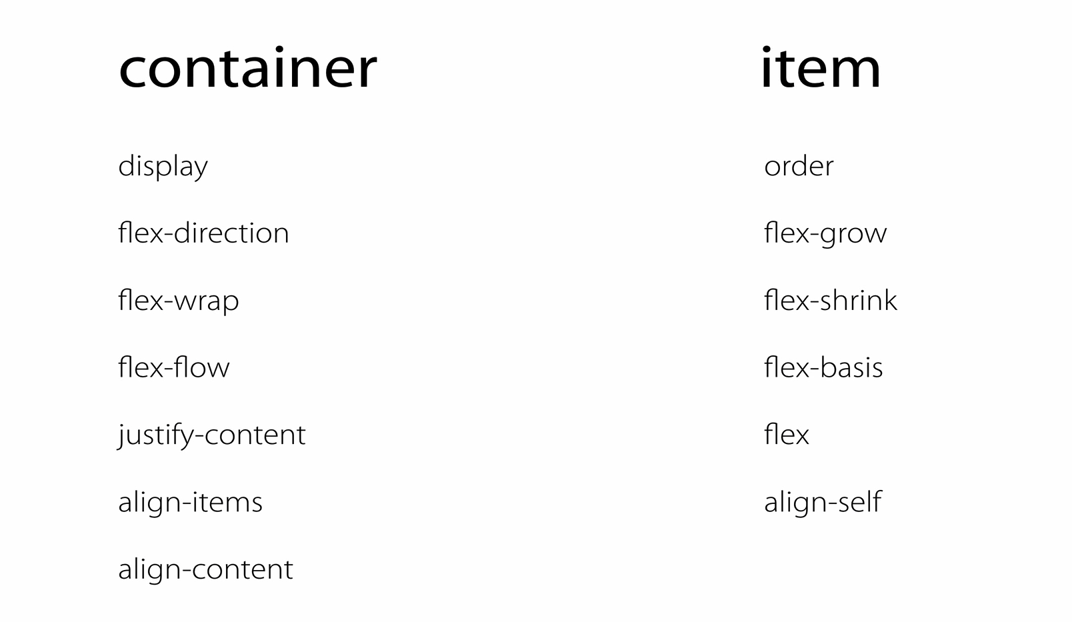 container
display
flex-direction
flex-wrap
flex-flow
justify-content
align-items
align-content
item
order
flex-grow
flex-shrink
flex-basis
flex
align-self